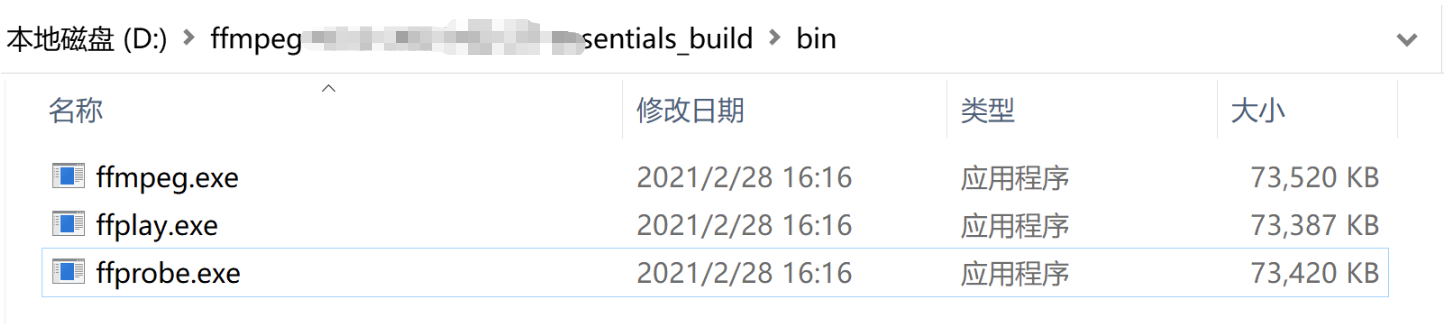 本地磁盘 (D:) > ffmpeg sentials_build > bin
名称 修改日期 类型 大小
ffmpeg.exe 2021/2/28 16:16 应用程序 73,520 KB
ffplay.exe 2021/2/28 16:16 应用程序 73,387 KB
ffprobe.exe 2021/2/28 16:16 应用程序 73,420 KB